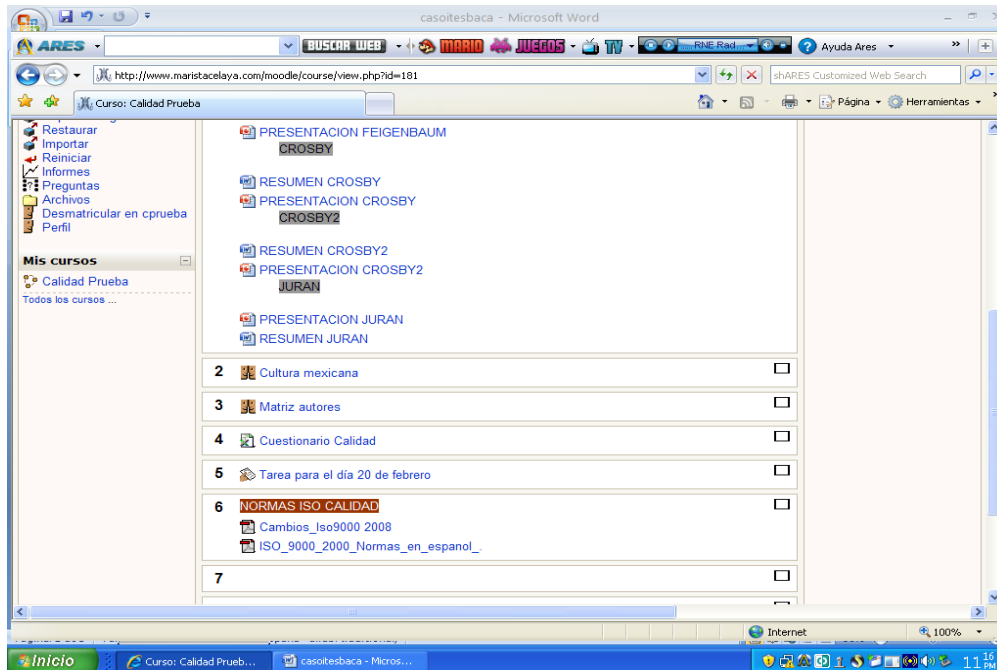 casoitesbaca - Microsoft Word
ARES
BUSCAR WEB
MARIO
JUEGOS
TV
RNE Rad...
Ayuda Ares
http://www.maristacelaya.com/moodle/course/view.php?id=181
shARES Customized Web Search
Curso: Calidad Prueba
Página
Herramientas
Restaurar
Importar
Reiniciar
Informes
Preguntas
Archivos
Desmatricular en cprueba
Perfil
Mis cursos
Calidad Prueba
Todos los cursos ...
PRESENTACION FEIGENBAUM
CROSBY
RESUMEN CROSBY
PRESENTACION CROSBY
CROSBY2
RESUMEN CROSBY2
PRESENTACION CROSBY2
JURAN
PRESENTACION JURAN
RESUMEN JURAN
2 Cultura mexicana
3 Matriz autores
4 Cuestionario Calidad
5 Tarea para el día 20 de febrero
6 NORMAS ISO CALIDAD
Cambios_Iso9000 2008
ISO_9000_2000_Normas_en_espanol_.
7
Internet
100%
Inicio
Curso: Calidad Prueb...
casoitesbaca - Micros...
11:16 PM